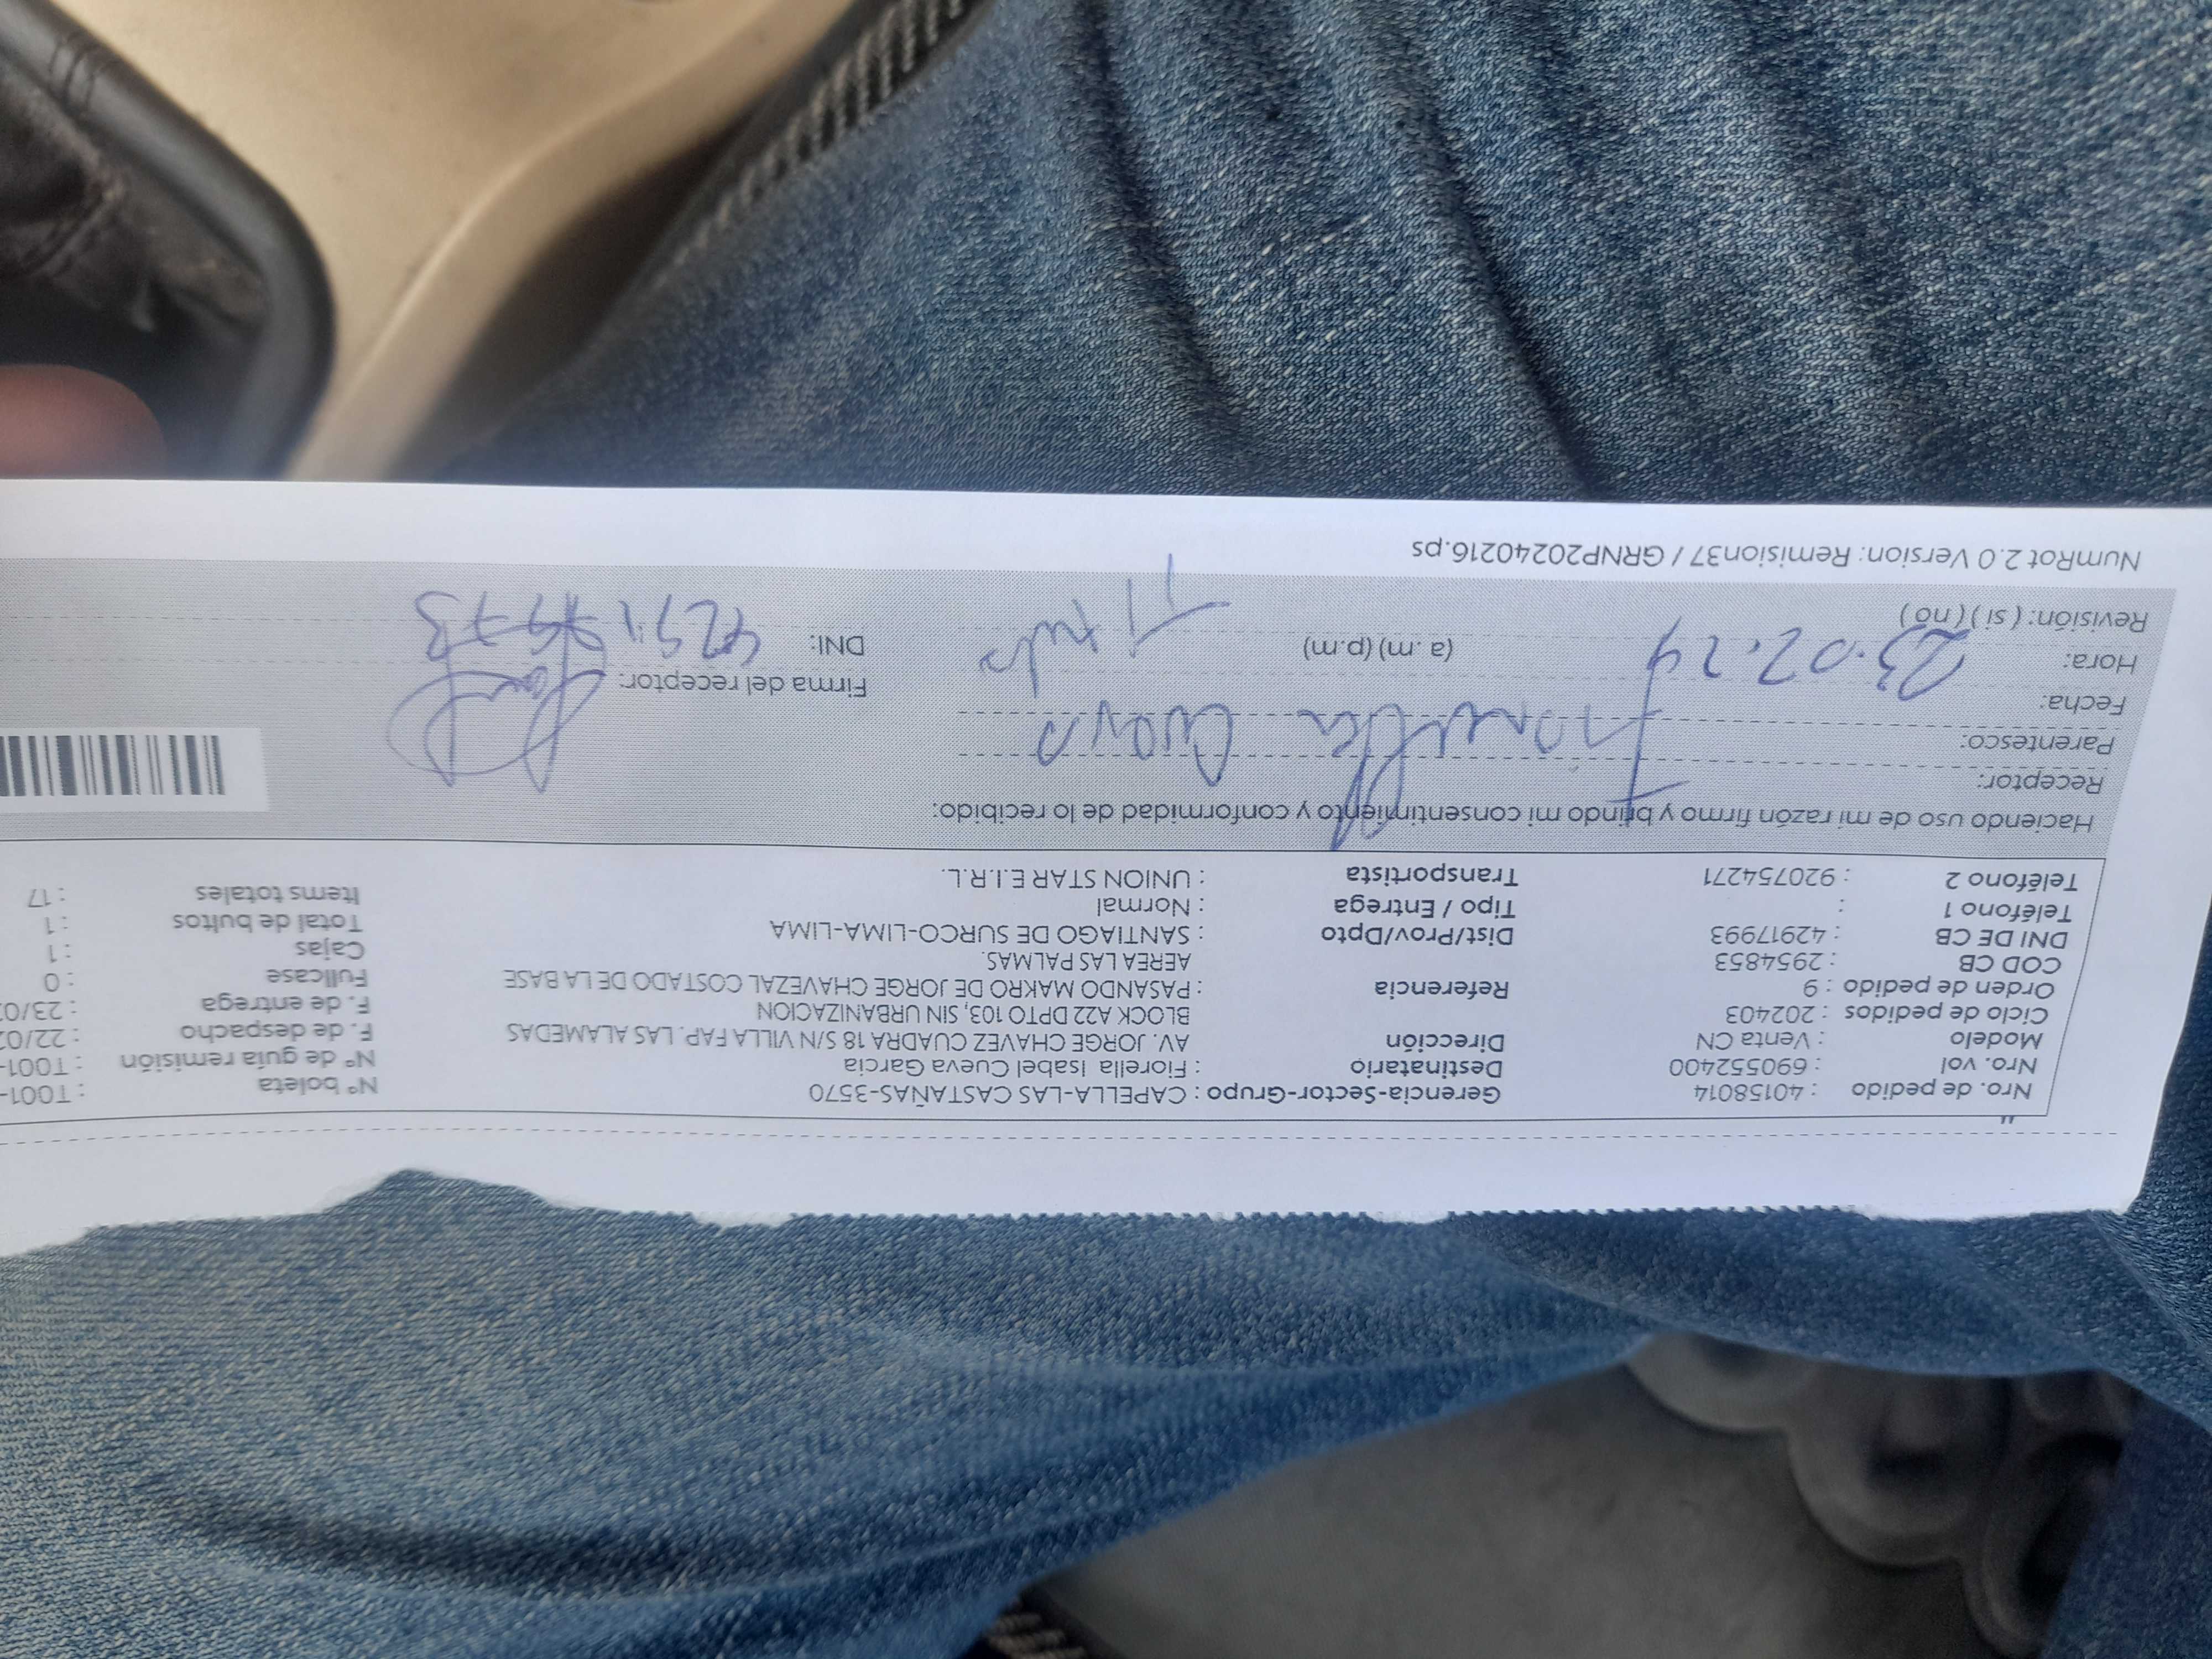 Nro. de pedido : 40158014 Gerencia-Sector-Grupo : CAPELLA-LAS CASTAÑAS-3570 Nº boleta : T001-
Nro. vol : 690552400 Destinatario : Fiorella Isabel Cueva Garcia Nº de guía remisión : T001-
Modelo : Venta CN Dirección AV. JORGE CHAVEZ CUADRA 18 S/N VILLA FAP. LAS ALAMEDAS F. de despacho : 22/02
Ciclo de pedidos : 202403 BLOCK A22 DPTO 103, SIN URBANIZACION F. de entrega : 23/02
Orden de pedido : 9 Referencia : PASANDO MAKRO DE JORGE CHAVEZAL COSTADO DE LA BASE Fullcase : 0
COD CB : 2954853 AEREA LAS PALMAS. Cajas : 1
DNI DE CB : 42917993 Dist/Prov/Dpto : SANTIAGO DE SURCO-LIMA-LIMA Total de bultos : 1
Teléfono 1 : Tipo / Entrega : Normal Items totales : 17
Teléfono 2 : 920754271 Transportista : UNION STAR E.I.R.L.
Haciendo uso de mi razón firmo y brindo mi consentimiento y conformidad de lo recibido:
Receptor: Fiorella Cueva
Parentesco: Titular
Fecha: 23.02.24 Firma del receptor:
Hora: (a .m) (p.m) DNI:
Revisión: ( si ) ( no )
NumRot 2.0 Version: Remision37 / GRNP20240216.ps